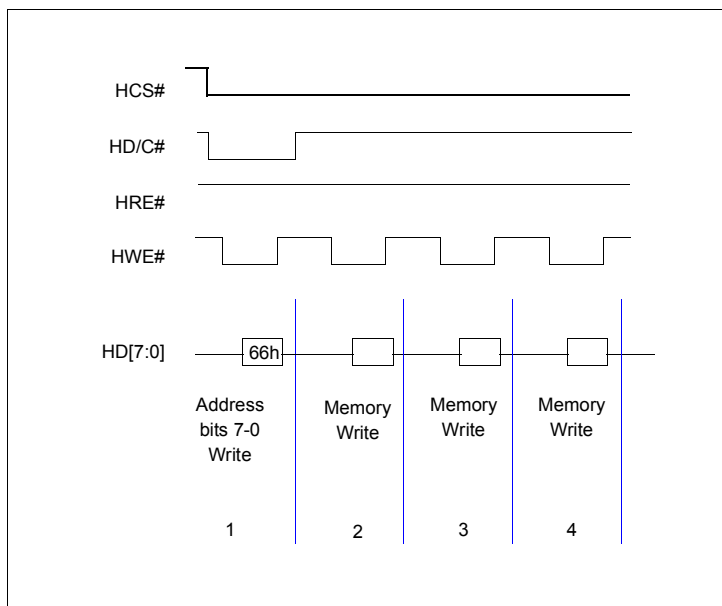 HCS#
HD/C#
HRE#
HWE#
HD[7:0]
66h
Address
bits 7-0
Write
Memory
Write
Memory
Write
Memory
Write
1
2
3
4